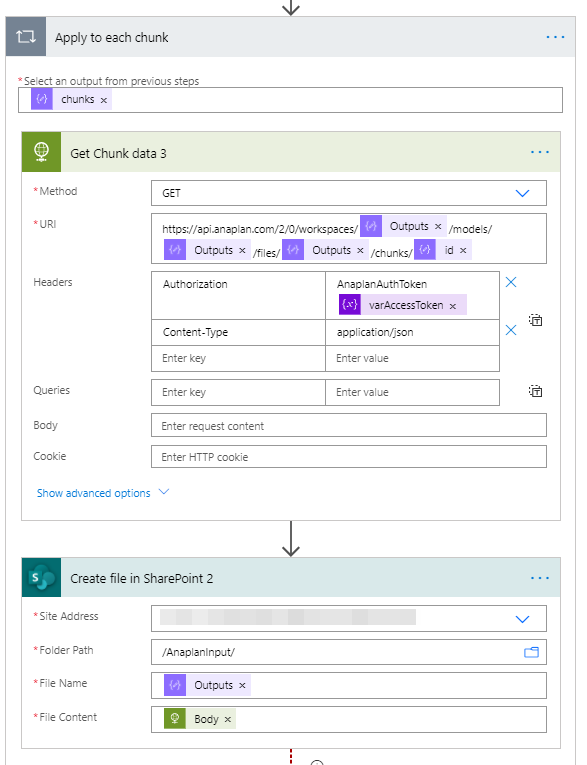 Apply to each chunk
...
*Select an output from previous steps
{∕} chunks ×
Get Chunk data 3
...
*Method
GET
*URI
https://api.anaplan.com/2/0/workspaces/ Outputs × /models/
Outputs × /files/ Outputs × /chunks/ id ×
Headers
Authorization
AnaplanAuthToken
{x} varAccessToken ×
Content-Type
application/json
Enter key
Enter value
Queries
Enter key
Enter value
Body
Enter request content
Cookie
Enter HTTP cookie
Show advanced options
S
Create file in SharePoint 2
...
*Site Address
*Folder Path
/AnaplanInput/
*File Name
Outputs ×
*File Content
Body ×